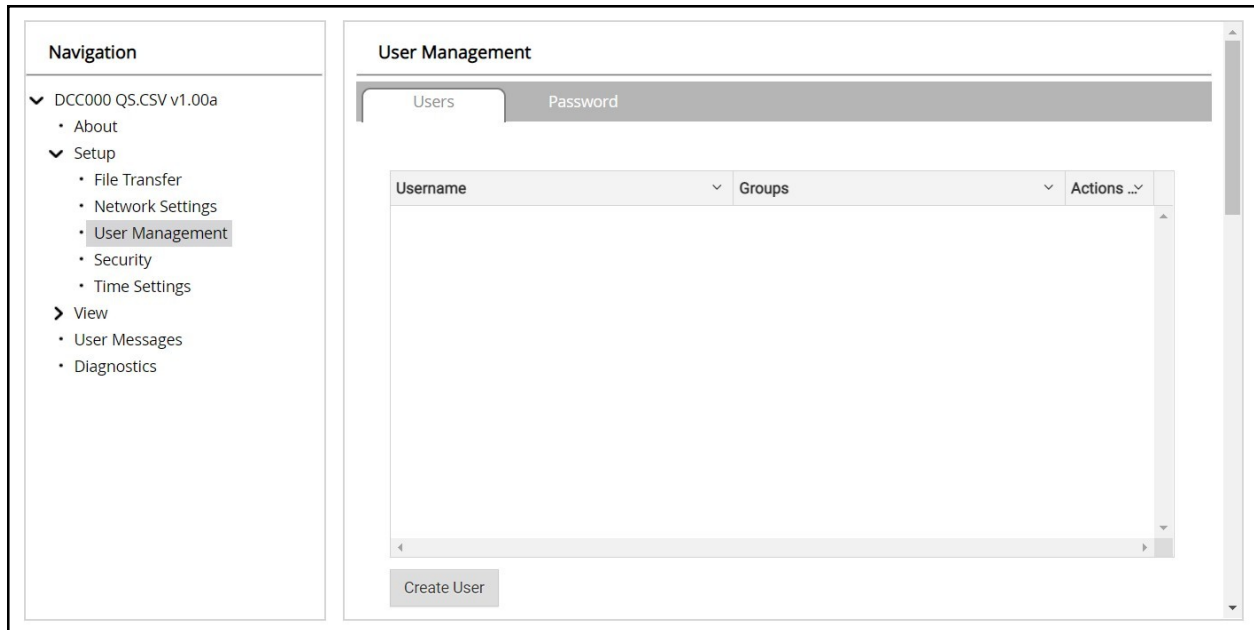 Navigation
DCC000 QS.CSV v1.00a
• About
Setup
• File Transfer
• Network Settings
• User Management
• Security
• Time Settings
View
• User Messages
• Diagnostics
User Management
Users Password
Username Groups Actions ...
Create User